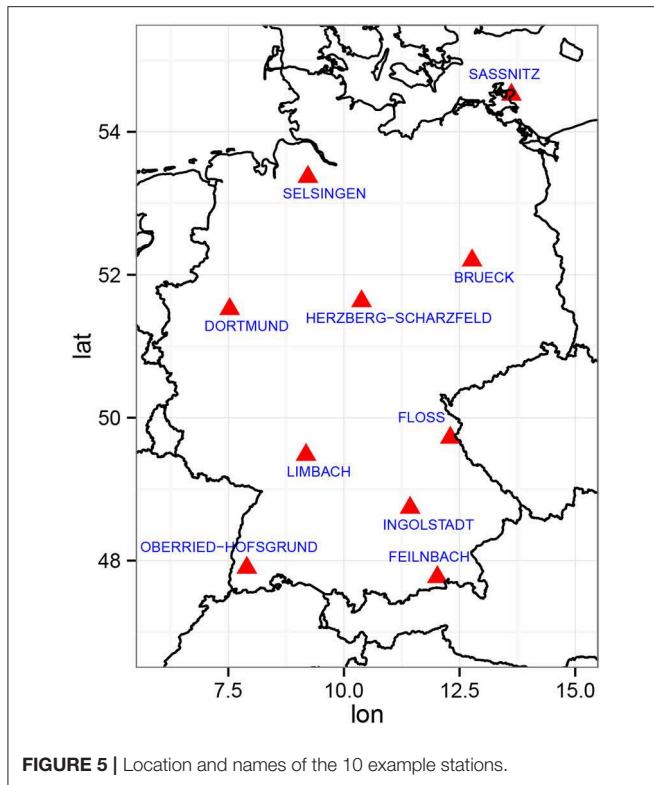 SASSNITZ
54
SELSINGEN
BRUECK
52
DORTMUND
HERZBERG−SCHARZFELD
lat
FLOSS
50
LIMBACH
INGOLSTADT
OBERRIED−HOFSGRUND
FEILNBACH
48
7.5 10.0 12.5 15.0
lon
FIGURE 5 | Location and names of the 10 example stations.